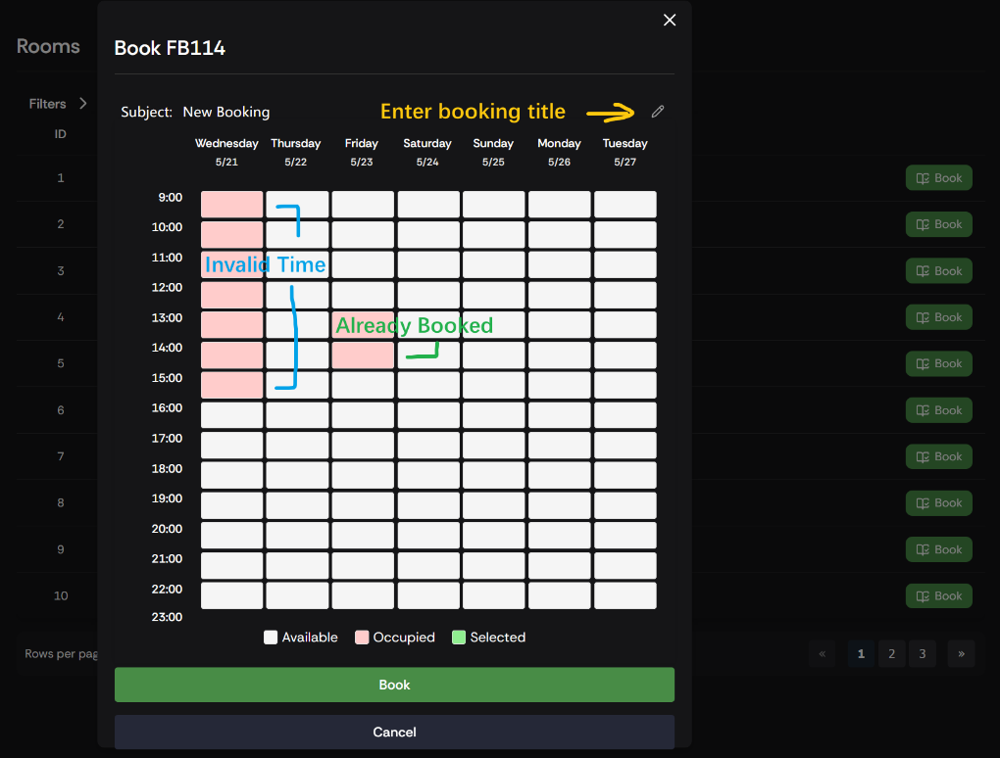 Book FB114
Rooms
Subject: New Booking Enter booking title
Filters
ID
Wednesday Thursday Friday Saturday Sunday Monday Tuesday
5/21 5/22 5/23 5/24 5/25 5/26 5/27
1 Book
9:00
2 Book
10:00
11:00
Invalid Time
3 Book
12:00
4 13:00 Book
Already Booked
14:00
5 Book
15:00
16:00
6 Book
17:00
7 Book
18:00
19:00
8 Book
20:00
9 Book
21:00
22:00
10 Book
23:00
Available Occupied Selected
Rows per pag « 1 2 3 »
Book
Cancel